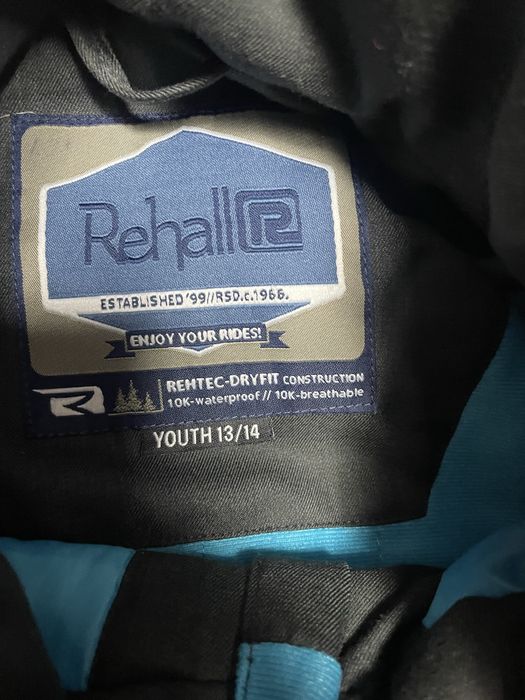 Rehall R
ESTABLISHED '99//RSD.c.1966.
ENJOY YOUR RIDES!
REHTEC-DRYFIT CONSTRUCTION
10K-waterproof // 10K-breathable
YOUTH 13/14